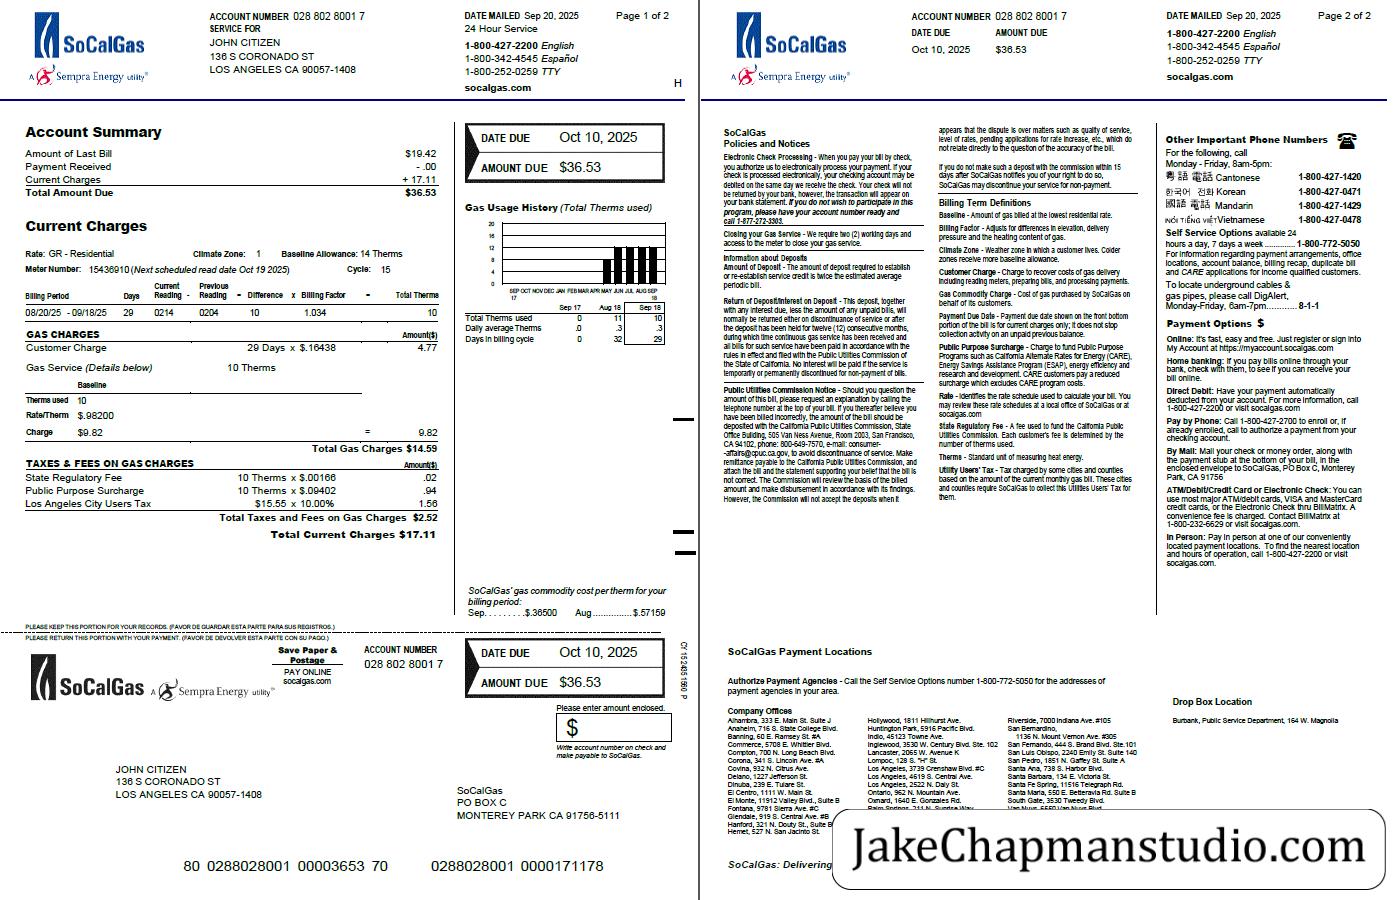 SoCalGas
A Sempra Energy utility®
ACCOUNT NUMBER 028 802 8001 7
SERVICE FOR
JOHN CITIZEN
136 S CORONADO ST
LOS ANGELES CA 90057-1408
DATE MAILED Sep 20, 2025 Page 1 of 2
24 Hour Service
1-800-427-2200 English
1-800-342-4545 Español
1-800-252-0259 TTY
socalgas.com
H
Account Summary
Amount of Last Bill $19.42
Payment Received - .00
Current Charges + 17.11
Total Amount Due $36.53
Current Charges
Rate: GR - Residential Climate Zone: 1 Baseline Allowance: 14 Therms
Meter Number: 15436910 (Next scheduled read date Oct 19 2025) Cycle: 15
Billing Period Days Current Reading - Previous Reading = Difference x Billing Factor = Total Therms
08/20/25 - 09/18/25 29 0214 0204 10 1.034 10
GAS CHARGES Amount($)
Customer Charge 29 Days x $.16438 4.77
Gas Service (Details below) 10 Therms
Baseline
Therms used 10
Rate/Therm $.98200
Charge $9.82 = 9.82
Total Gas Charges $14.59
TAXES & FEES ON GAS CHARGES Amount($)
State Regulatory Fee 10 Therms x $.00166 .02
Public Purpose Surcharge 10 Therms x $.09402 .94
Los Angeles City Users Tax $15.55 x 10.00% 1.56
Total Taxes and Fees on Gas Charges $2.52
Total Current Charges $17.11
DATE DUE Oct 10, 2025
AMOUNT DUE $36.53
Gas Usage History (Total Therms used)
20
16
12
8
4
0
SEP OCT NOV DEC JAN FEB MAR APR MAY JUN JUL AUG SEP
17 18
Sep 17 Aug 18 Sep 18
Total Therms used 0 11 10
Daily average Therms .0 .3 .3
Days in billing cycle 0 32 29
SoCalGas' gas commodity cost per therm for your
billing period:
Sep. . . . . . . . .$.36500 Aug..............$.57159
PLEASE KEEP THIS PORTION FOR YOUR RECORDS. (FAVOR DE GUARDAR ESTA PARTE PARA SUS REGISTROS.)
PLEASE RETURN THIS PORTION WITH YOUR PAYMENT. (FAVOR DE DEVOLVER ESTA PARTE CON SU PAGO.)
SoCalGas A Sempra Energy utility®
Save Paper &
Postage
PAY ONLINE
socalgas.com
ACCOUNT NUMBER
028 802 8001 7
DATE DUE Oct 10, 2025
AMOUNT DUE $36.53
Please enter amount enclosed.
$
Write account number on check and
make payable to SoCalGas.
JOHN CITIZEN
136 S CORONADO ST
LOS ANGELES CA 90057-1408
SoCalGas
PO BOX C
MONTEREY PARK CA 91756-5111
80 0288028001 00003653 70 0288028001 0000171178
SoCalGas
A Sempra Energy utility®
ACCOUNT NUMBER 028 802 8001 7
DATE DUE AMOUNT DUE
Oct 10, 2025 $36.53
DATE MAILED Sep 20, 2025 Page 2 of 2
1-800-427-2200 English
1-800-342-4545 Español
1-800-252-0259 TTY
socalgas.com
SoCalGas
Policies and Notices
Electronic Check Processing - When you pay your bill by check,
you authorize us to electronically process your payment. If your
check is processed electronically, your checking account may be
debited on the same day we receive the check. Your check will not
be returned by your bank, however, the transaction will appear on
your bank statement. If you do not wish to participate in this
program, please have your account number ready and
call 1-877-272-3303.
Closing your Gas Service - We require two (2) working days and
access to the meter to close your gas service.
Information about Deposits
Amount of Deposit - The amount of deposit required to establish
or re-establish service credit is twice the estimated average
periodic bill.
Return of Deposit/Interest on Deposit - This deposit, together
with any interest due, less the amount of any unpaid bills, will
normally be returned either on discontinuance of service or after
the deposit has been held for twelve (12) consecutive months,
during which time continuous gas service has been received and
all bills for such service have been paid in accordance with the
rules in effect and filed with the Public Utilities Commission of
the State of California. No interest will be paid if the service is
temporarily or permanently discontinued for non-payment of bills.
Public Utilities Commission Notice - Should you question the
amount of this bill, please request an explanation by calling the
telephone number at the top of your bill. If you thereafter believe you
have been billed incorrectly, the amount of the bill should be
deposited with the California Public Utilities Commission, State
Office Building, 505 Van Ness Avenue, Room 2003, San Francisco,
CA 94102, phone: 800-649-7570, e-mail: consumer-
-affairs@cpuc.ca.gov, to avoid discontinuance of service. Make
remittance payable to the California Public Utilities Commission, and
attach the bill and the statement supporting your belief that the bill is
not correct. The Commission will review the basis of the billed
amount and make disbursement in accordance with its findings.
However, the Commission will not accept the deposits when it
appears that the dispute is over matters such as quality of service,
level of rates, pending applications for rate increase, etc., which do
not relate directly to the question of the accuracy of the bill.
If you do not make such a deposit with the commission within 15
days after SoCalGas notifies you of your right to do so,
SoCalGas may discontinue your service for non-payment.
Billing Term Definitions
Baseline - Amount of gas billed at the lowest residential rate.
Billing Factor - Adjusts for differences in elevation, delivery
pressure and the heating content of gas.
Climate Zone - Weather zone in which a customer lives. Colder
zones receive more baseline allowance.
Customer Charge - Charge to recover costs of gas delivery
including reading meters, preparing bills, and processing payments.
Gas Commodity Charge - Cost of gas purchased by SoCalGas on
behalf of its customers.
Payment Due Date - Payment due date shown on the front bottom
portion of the bill is for current charges only; it does not stop
collection activity on an unpaid previous balance.
Public Purpose Surcharge - Charge to fund Public Purpose
Programs such as California Alternate Rates for Energy (CARE),
Energy Savings Assistance Program (ESAP), energy efficiency and
research and development. CARE customers pay a reduced
surcharge which excludes CARE program costs.
Rate - Identifies the rate schedule used to calculate your bill. You
may review these rate schedules at a local office of SoCalGas or at
socalgas.com
State Regulatory Fee - A fee used to fund the California Public
Utilities Commission. Each customer's fee is determined by the
number of therms used.
Therms - Standard unit of measuring heat energy.
Utility Users' Tax - Tax charged by some cities and counties
based on the amount of the current monthly gas bill. These cities
and counties require SoCalGas to collect this Utilities Users' Tax for
them.
Other Important Phone Numbers
For the following, call
Monday - Friday, 8am-5pm:
粵語 電話 Cantonese 1-800-427-1420
한국어 전화 Korean 1-800-427-0471
國語 電話 Mandarin 1-800-427-1429
NÓI TIẾNG VIỆT Vietnamese 1-800-427-0478
Self Service Options available 24
hours a day, 7 days a week ............. 1-800-772-5050
For information regarding payment arrangements, office
locations, account balance, billing recap, duplicate bill
and CARE applications for income qualified customers.
To locate underground cables &
gas pipes, please call DigAlert,
Monday-Friday, 6am-7pm............ 8-1-1
Payment Options $
Online: It's fast, easy and free. Just register or sign into
My Account at https://myaccount.socalgas.com
Home banking: If you pay bills online through your
bank, check with them, to see if you can receive your
bill online.
Direct Debit: Have your payment automatically
deducted from your account. For more information, call
1-800-427-2200 or visit socalgas.com
Pay by Phone: Call 1-800-427-2700 to enroll or, if
already enrolled, call to authorize a payment from your
checking account.
By Mail: Mail your check or money order, along with
the payment stub at the bottom of your bill, in the
enclosed envelope to SoCalGas, PO Box C, Monterey
Park, CA 91756
ATM/Debit/Credit Card or Electronic Check: You can
use most major ATM/debit cards, VISA and MasterCard
credit cards, or the Electronic Check thru BillMatrix. A
convenience fee is charged. Contact BillMatrix at
1-800-232-6629 or visit socalgas.com.
In Person: Pay in person at one of our conveniently
located payment locations. To find the nearest location
and hours of operation, call 1-800-427-2200 or visit
socalgas.com.
SoCalGas Payment Locations
Authorize Payment Agencies - Call the Self Service Options number 1-800-772-5050 for the addresses of
payment agencies in your area.
Company Offices
Alhambra, 333 E. Main St. Suite J
Anaheim, 716 S. State College Blvd.
Banning, 60 E. Ramsey St. #A
Commerce, 5708 E. Whittier Blvd.
Compton, 700 N. Long Beach Blvd.
Corona, 341 S. Lincoln Ave. #A
Covina, 932 N. Citrus Ave.
Delano, 1227 Jefferson St.
Dinuba, 239 E. Tulare St.
El Centro, 1111 W. Main St.
El Monte, 11912 Valley Blvd., Suite B
Fontana, 9781 Sierra Ave. #C
Glendale, 919 S. Central Ave. #B
Hanford, 321 N. Douty St., Suite B
Hemet, 527 N. San Jacinto St.
Hollywood, 1811 Hillhurst Ave.
Huntington Park, 5916 Pacific Blvd.
Indio, 45123 Towne Ave.
Inglewood, 3530 W. Century Blvd. Ste. 102
Lancaster, 2065 W. Avenue K
Lompoc, 128 S. "H" St.
Los Angeles, 3739 Crenshaw Blvd. #C
Los Angeles, 4619 S. Central Ave.
Los Angeles, 2522 N. Daly St.
Ontario, 962 N. Mountain Ave.
Oxnard, 1640 E. Gonzales Rd.
Riverside, 7000 Indiana Ave. #105
San Bernardino,
1136 N. Mount Vernon Ave. #305
San Fernando, 444 S. Brand Blvd. Ste.101
San Luis Obispo, 2240 Emily St. Suite 140
San Pedro, 1851 N. Gaffey St. Suite A
Santa Ana, 738 S. Harbor Blvd.
Santa Barbara, 134 E. Victoria St.
Santa Fe Spring, 11516 Telegraph Rd.
Santa Maria, 550 E. Betteravia Rd. Suite B
South Gate, 3530 Tweedy Blvd.
Drop Box Location
Burbank, Public Service Department, 164 W. Magnolia
SoCalGas: Delivering
JakeChapmanstudio.com